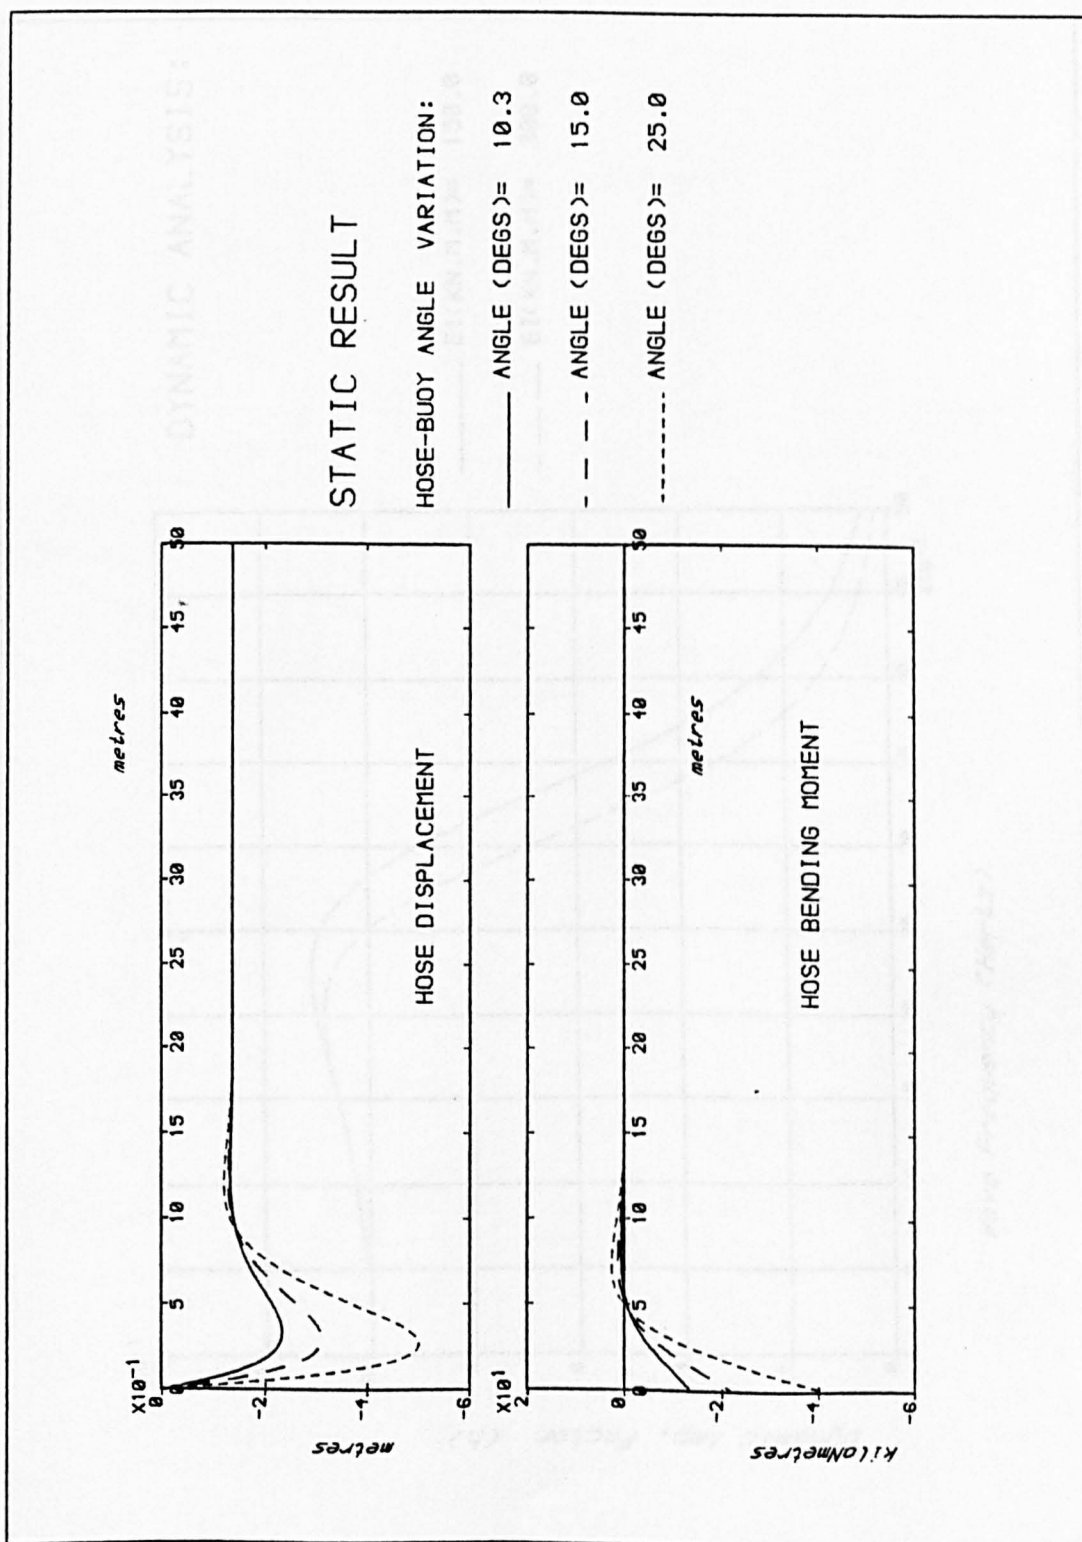 STATIC RESULT
HOSE-BUOY ANGLE VARIATION:
ANGLE (DEGS)= 10.3
ANGLE (DEGS)= 15.0
ANGLE (DEGS)= 25.0
metres
X10-1
0 5 10 15 20 25 30 35 40 45, 50
-2
-4
-6
metres
HOSE DISPLACEMENT
X10¹
2
0 5 10 15 20 25 30 35 40 45 50
0
-2
-4
-6
metres
kiloNmetres
HOSE BENDING MOMENT
DYNAMIC ANALYSIS: